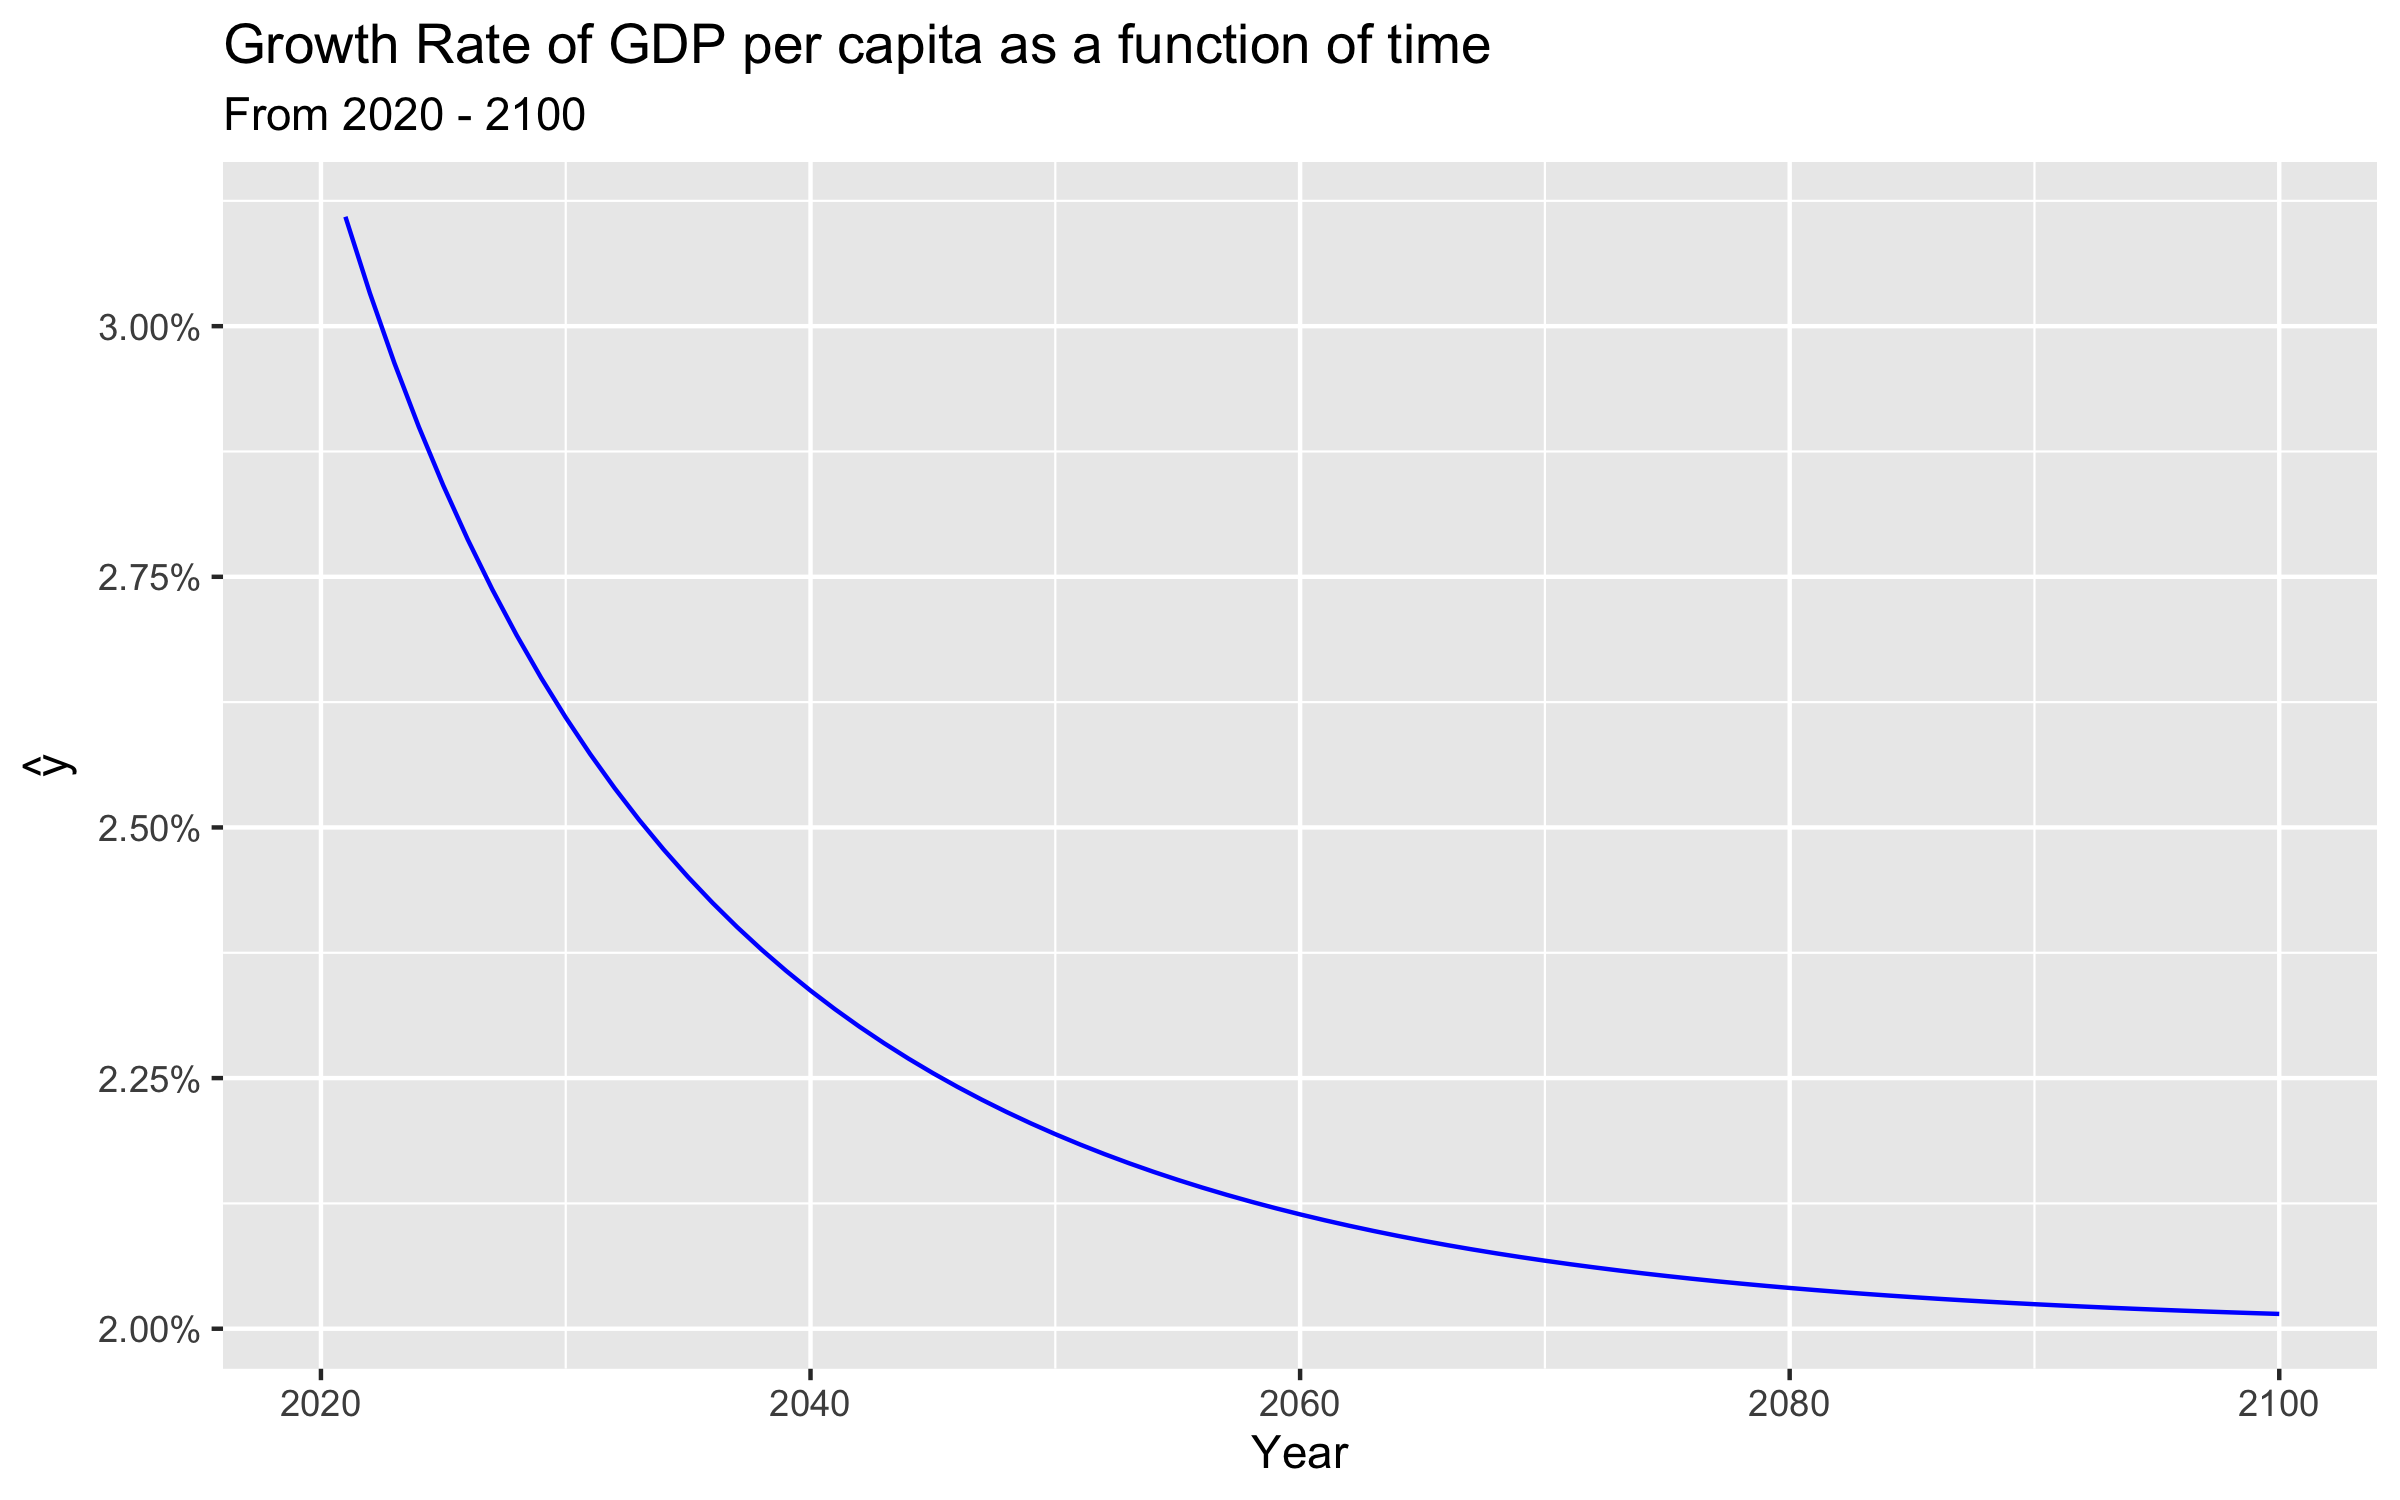 Growth Rate of GDP per capita as a function of time
From 2020 - 2100
3.00%
2.75%
2.50%
2.25%
2.00%
ŷ
2020 2040 2060 2080 2100
Year